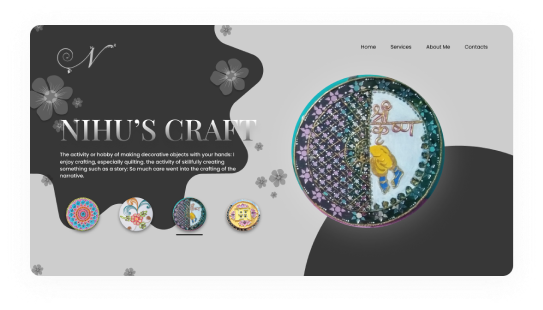 Home Services About Me Contacts
N
NIHU'S CRAFT
The activity or hobby of making decorative objects with your hands: I
enjoy crafting, especially quilting. the activity of skilfully creating
something such as a story: So much care went into the crafting of the
narrative.
श्री कृष्णा